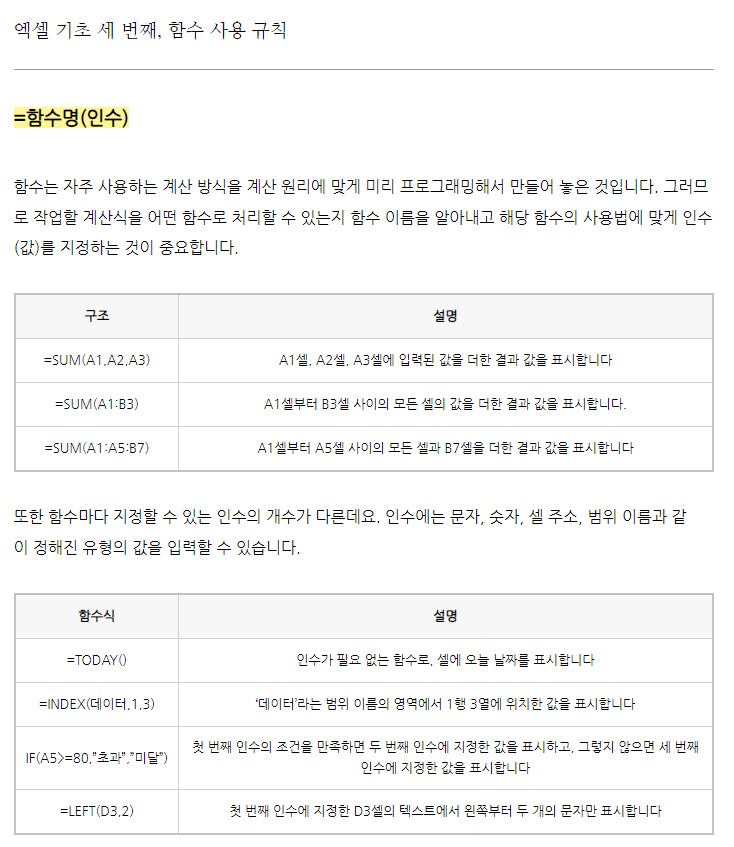 엑셀 기초 세 번째, 함수 사용 규칙
=함수명(인수)
함수는 자주 사용하는 계산 방식을 계산 원리에 맞게 미리 프로그래밍해서 만들어 놓은 것입니다. 그러므
로 작업할 계산식을 어떤 함수로 처리할 수 있는지 함수 이름을 알아내고 해당 함수의 사용법에 맞게 인수
(값)를 지정하는 것이 중요합니다.
구조 설명
=SUM(A1,A2,A3) A1셀, A2셀, A3셀에 입력된 값을 더한 결과 값을 표시합니다
=SUM(A1:B3) A1셀부터 B3셀 사이의 모든 셀의 값을 더한 결과 값을 표시합니다.
=SUM(A1:A5:B7) A1셀부터 A5셀 사이의 모든 셀과 B7셀을 더한 결과 값을 표시합니다
또한 함수마다 지정할 수 있는 인수의 개수가 다른데요. 인수에는 문자, 숫자, 셀 주소, 범위 이름과 같
이 정해진 유형의 값을 입력할 수 있습니다.
함수식 설명
=TODAY() 인수가 필요 없는 함수로, 셀에 오늘 날짜를 표시합니다
=INDEX(데이터,1,3) ‘데이터’라는 범위 이름의 영역에서 1행 3열에 위치한 값을 표시합니다
IF(A5>=80,”초과”,”미달”) 첫 번째 인수의 조건을 만족하면 두 번째 인수에 지정한 값을 표시하고, 그렇지 않으면 세 번째
인수에 지정한 값을 표시합니다
=LEFT(D3,2) 첫 번째 인수에 지정한 D3셀의 텍스트에서 왼쪽부터 두 개의 문자만 표시합니다